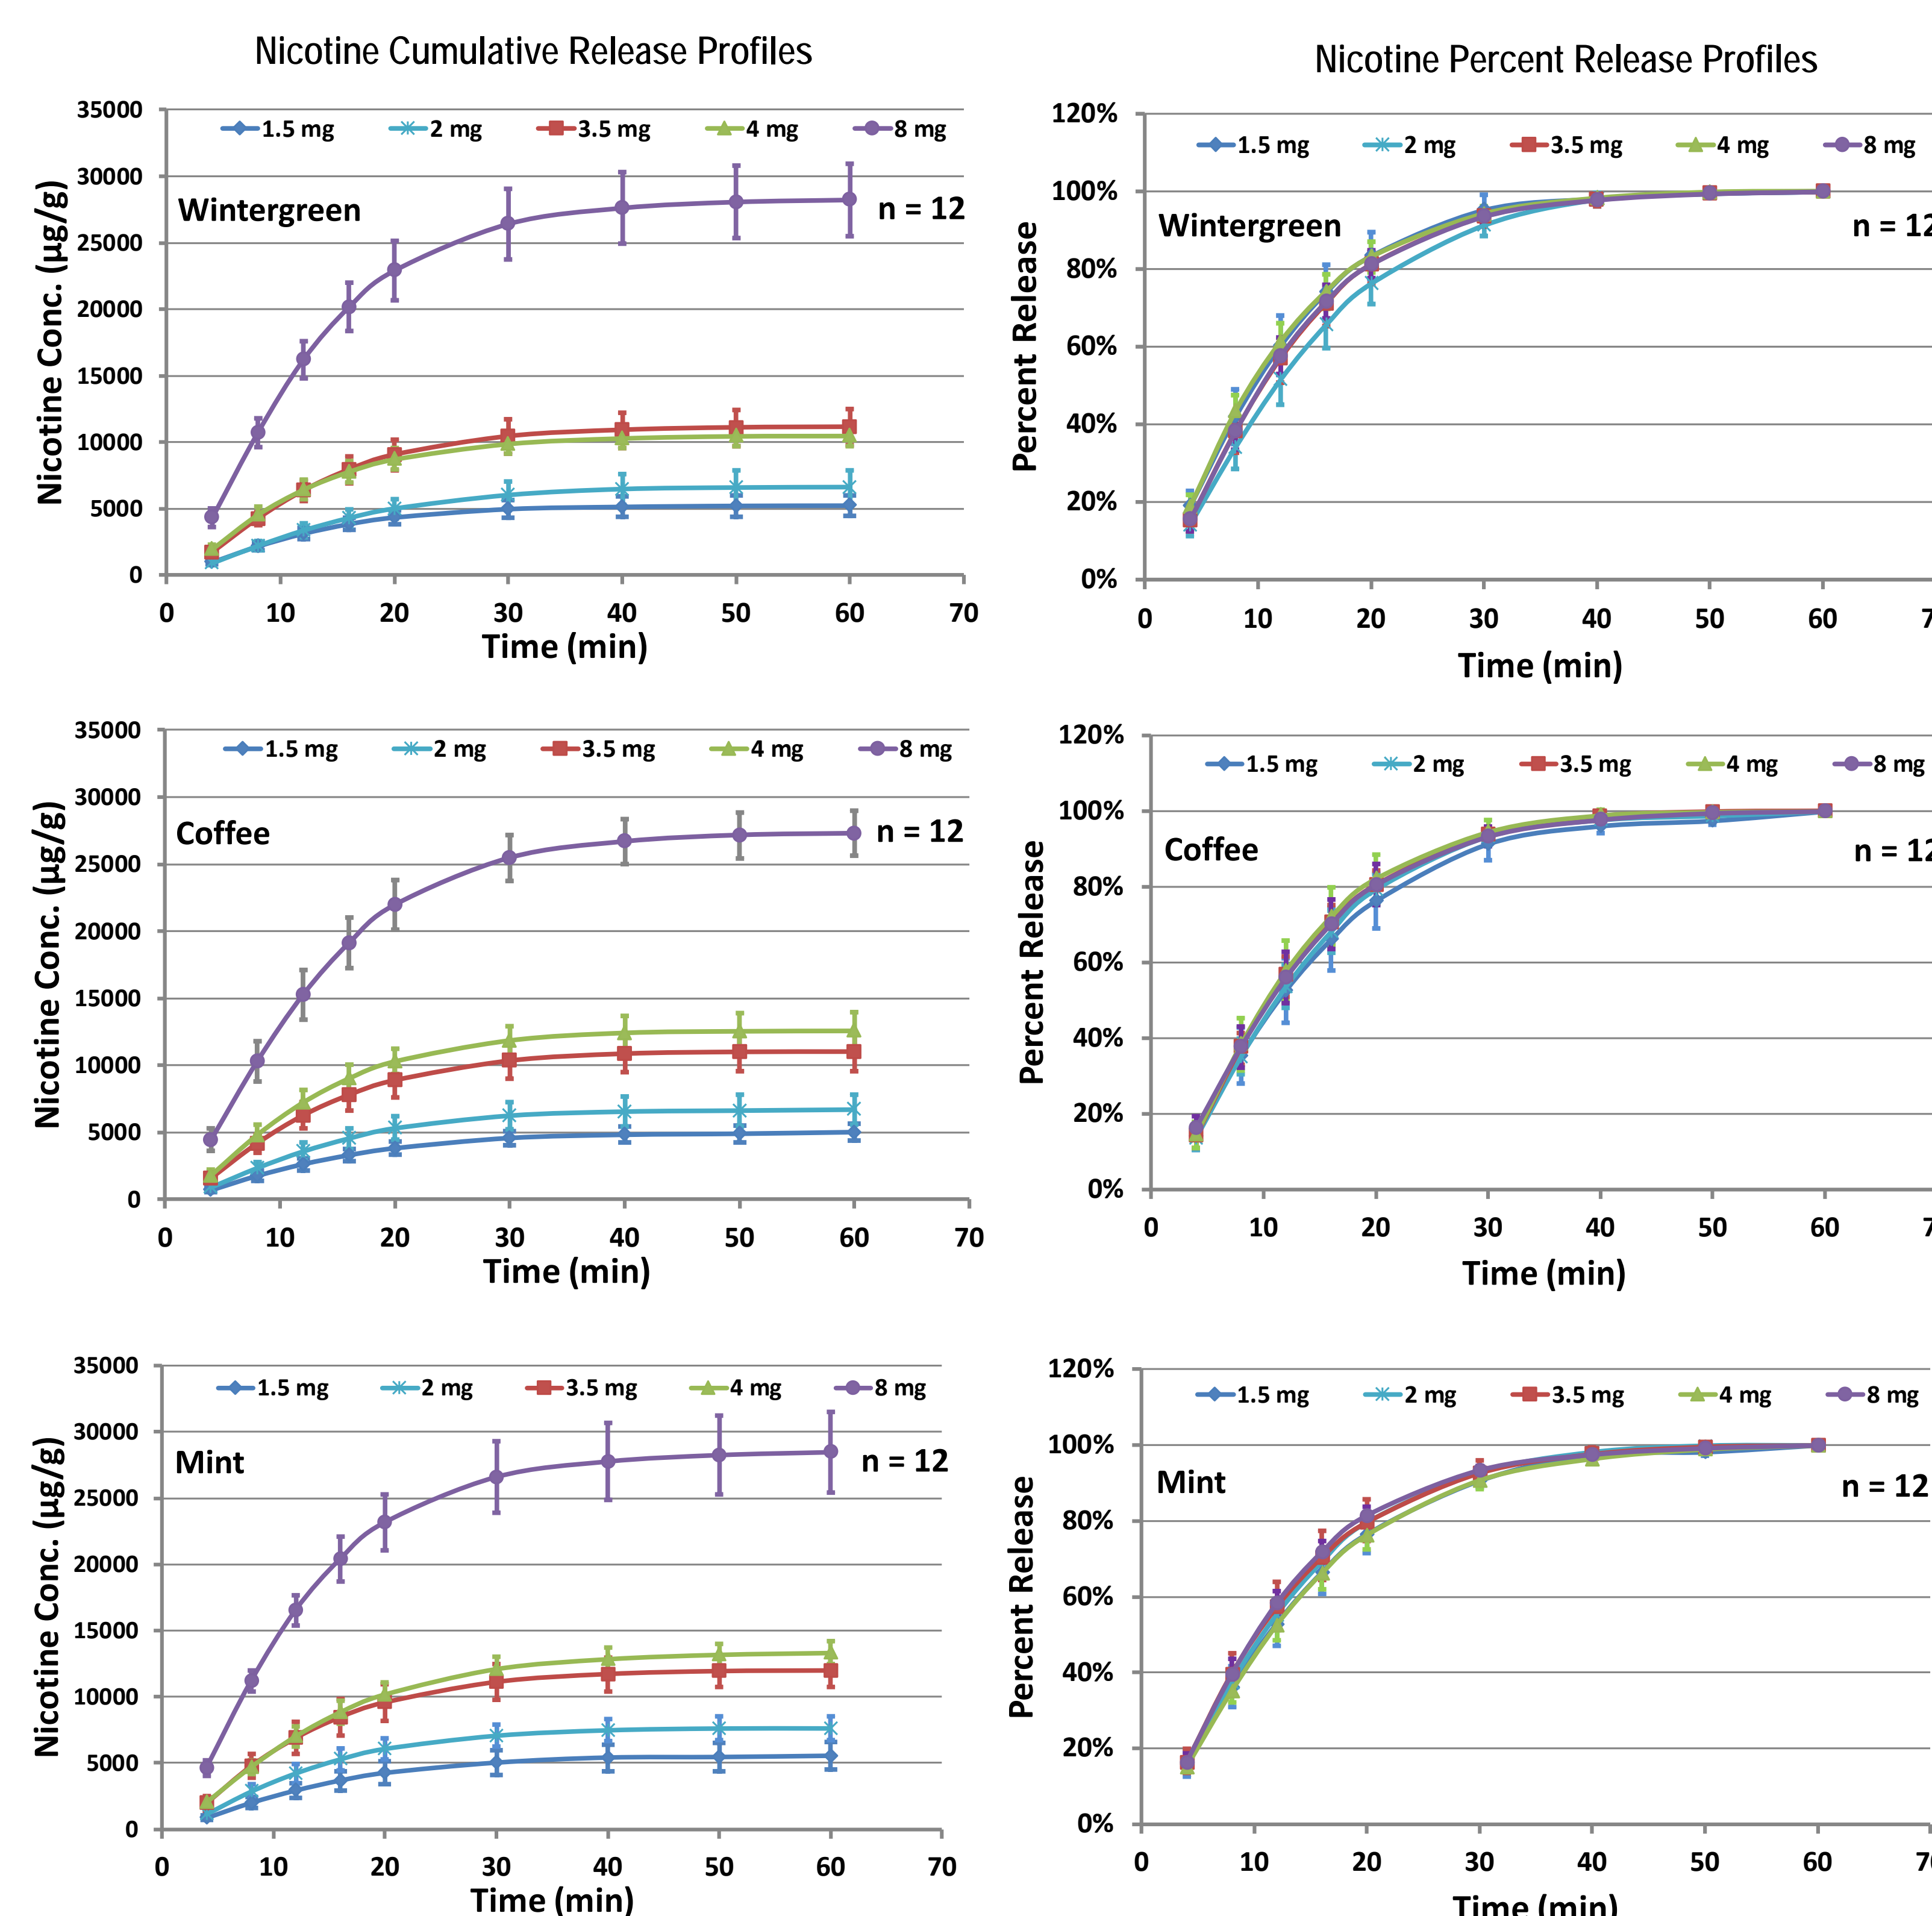 Nicotine Cumulative Release Profiles
Nicotine Percent Release Profiles
35000
30000
25000
20000
15000
10000
5000
0
Nicotine Conc. (µg/g)
1.5 mg 2 mg 3.5 mg 4 mg 8 mg
Wintergreen
n = 12
0 10 20 30 40 50 60 70
Time (min)
120%
100%
80%
60%
40%
20%
0%
Percent Release
1.5 mg 2 mg 3.5 mg 4 mg 8 mg
Wintergreen
n = 12
0 10 20 30 40 50 60 7
Time (min)
35000
30000
25000
20000
15000
10000
5000
0
Nicotine Conc. (µg/g)
1.5 mg 2 mg 3.5 mg 4 mg 8 mg
Coffee
n = 12
0 10 20 30 40 50 60 70
Time (min)
120%
100%
80%
60%
40%
20%
0%
Percent Release
1.5 mg 2 mg 3.5 mg 4 mg 8 mg
Coffee
n = 12
0 10 20 30 40 50 60 7
Time (min)
35000
30000
25000
20000
15000
10000
5000
0
Nicotine Conc. (µg/g)
1.5 mg 2 mg 3.5 mg 4 mg 8 mg
Mint
n = 12
0 10 20 30 40 50 60 70
Time (min)
120%
100%
80%
60%
40%
20%
0%
Percent Release
1.5 mg 2 mg 3.5 mg 4 mg 8 mg
Mint
n = 12
0 10 20 30 40 50 60 70
Time (min)